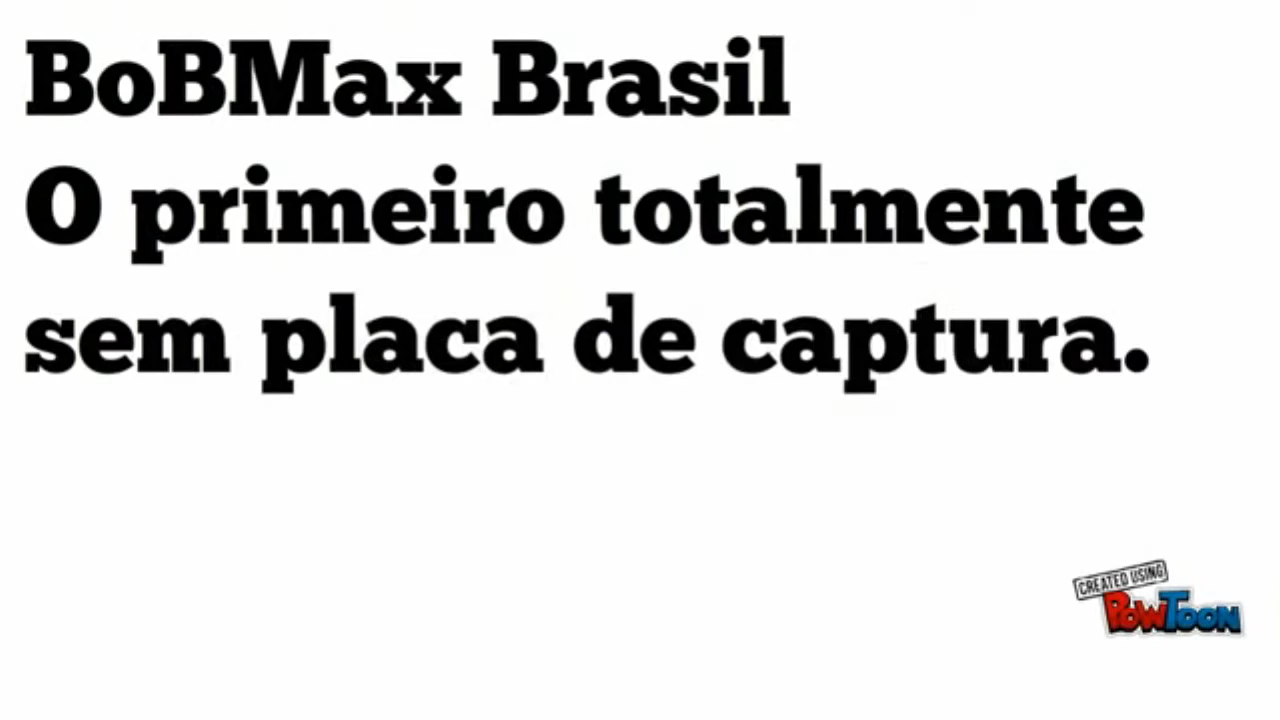 BoBMax Brasil
O primeiro totalmente
sem placa de captura.
CREATED USING
POWTOON